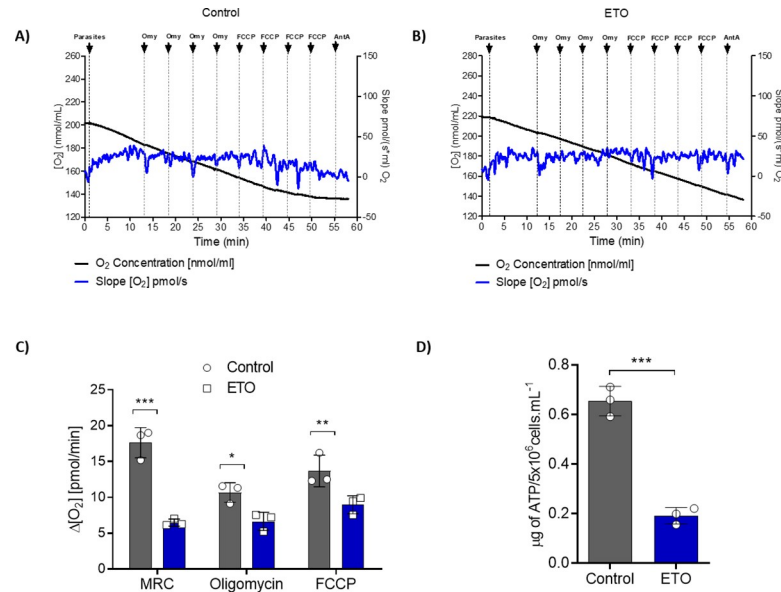 Control
A)
Parasites Omy Omy Omy Omy FCCP FCCP FCCP FCCP AntA
260
240
220
200
180
160
140
120
150
100
50
0
-50
[O₂] (nmol/mL)
Slope pmol/(s*ml) O₂
0 5 10 15 20 25 30 35 40 45 50 55 60
Time (min)
O₂ Concentration [nmol/ml]
Slope [O₂] pmol/s
ETO
B)
Parasites Omy Omy Omy Omy FCCP FCCP FCCP FCCP AntA
280
260
240
220
200
180
160
140
120
150
100
50
0
-50
[O₂] (nmol/mL)
Slope pmol/(s*ml) O₂
0 5 10 15 20 25 30 35 40 45 50 55 60
Time (min)
O₂ Concentration [nmol/ml]
Slope [O₂] pmol/s
C)
Control
ETO
25
20
15
10
5
0
Δ[O₂] [pmol/min]
***
*
**
MRC Oligomycin FCCP
D)
0.8
0.6
0.4
0.2
0.0
µg of ATP/5x10⁶cells.mL⁻¹
***
Control ETO